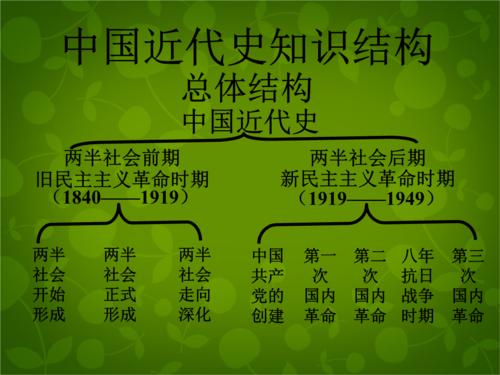 中国近代史知识结构
总体结构
中国近代史
两半社会前期
旧民主主义革命时期
（1840——1919）
两半社会后期
新民主主义革命时期
（1919——1949）
两半
社会
开始
形成
两半
社会
正式
形成
两半
社会
走向
深化
中国
共产
党的
创建
第一
次
国内
革命
第二
次
国内
革命
八年
抗日
战争
时期
第三
次
国内
革命